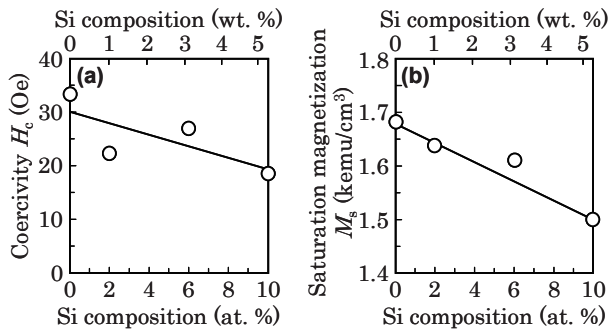 Si composition (wt. %)
0 1 2 3 4 5
(a)
Coercivity Hc (Oe)
40
30
20
10
0
0 2 4 6 8 10
Si composition (at. %)
Si composition (wt. %)
0 1 2 3 4 5
(b)
Saturation magnetization
Ms (kemu/cm³)
1.8
1.7
1.6
1.5
1.4
0 2 4 6 8 10
Si composition (at. %)